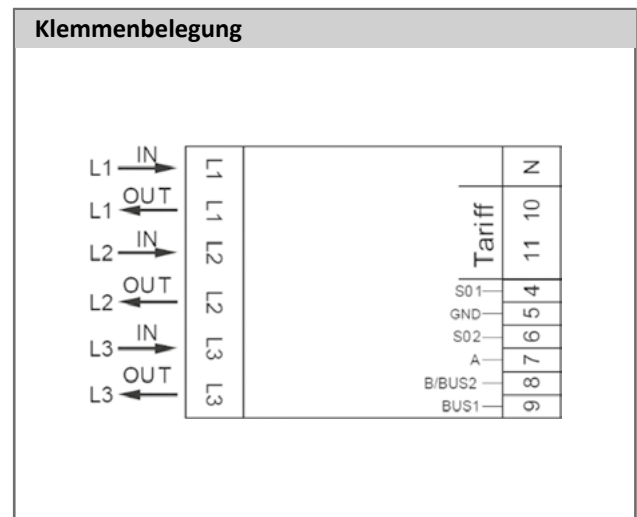 Klemmenbelegung
L1 IN L1
L1 OUT L1
L2 IN L2
L2 OUT L2
L3 IN L3
L3 OUT L3
N
Tariff
10
11
S01 4
GND 5
S02 6
A 7
B/BUS2 8
BUS1 9